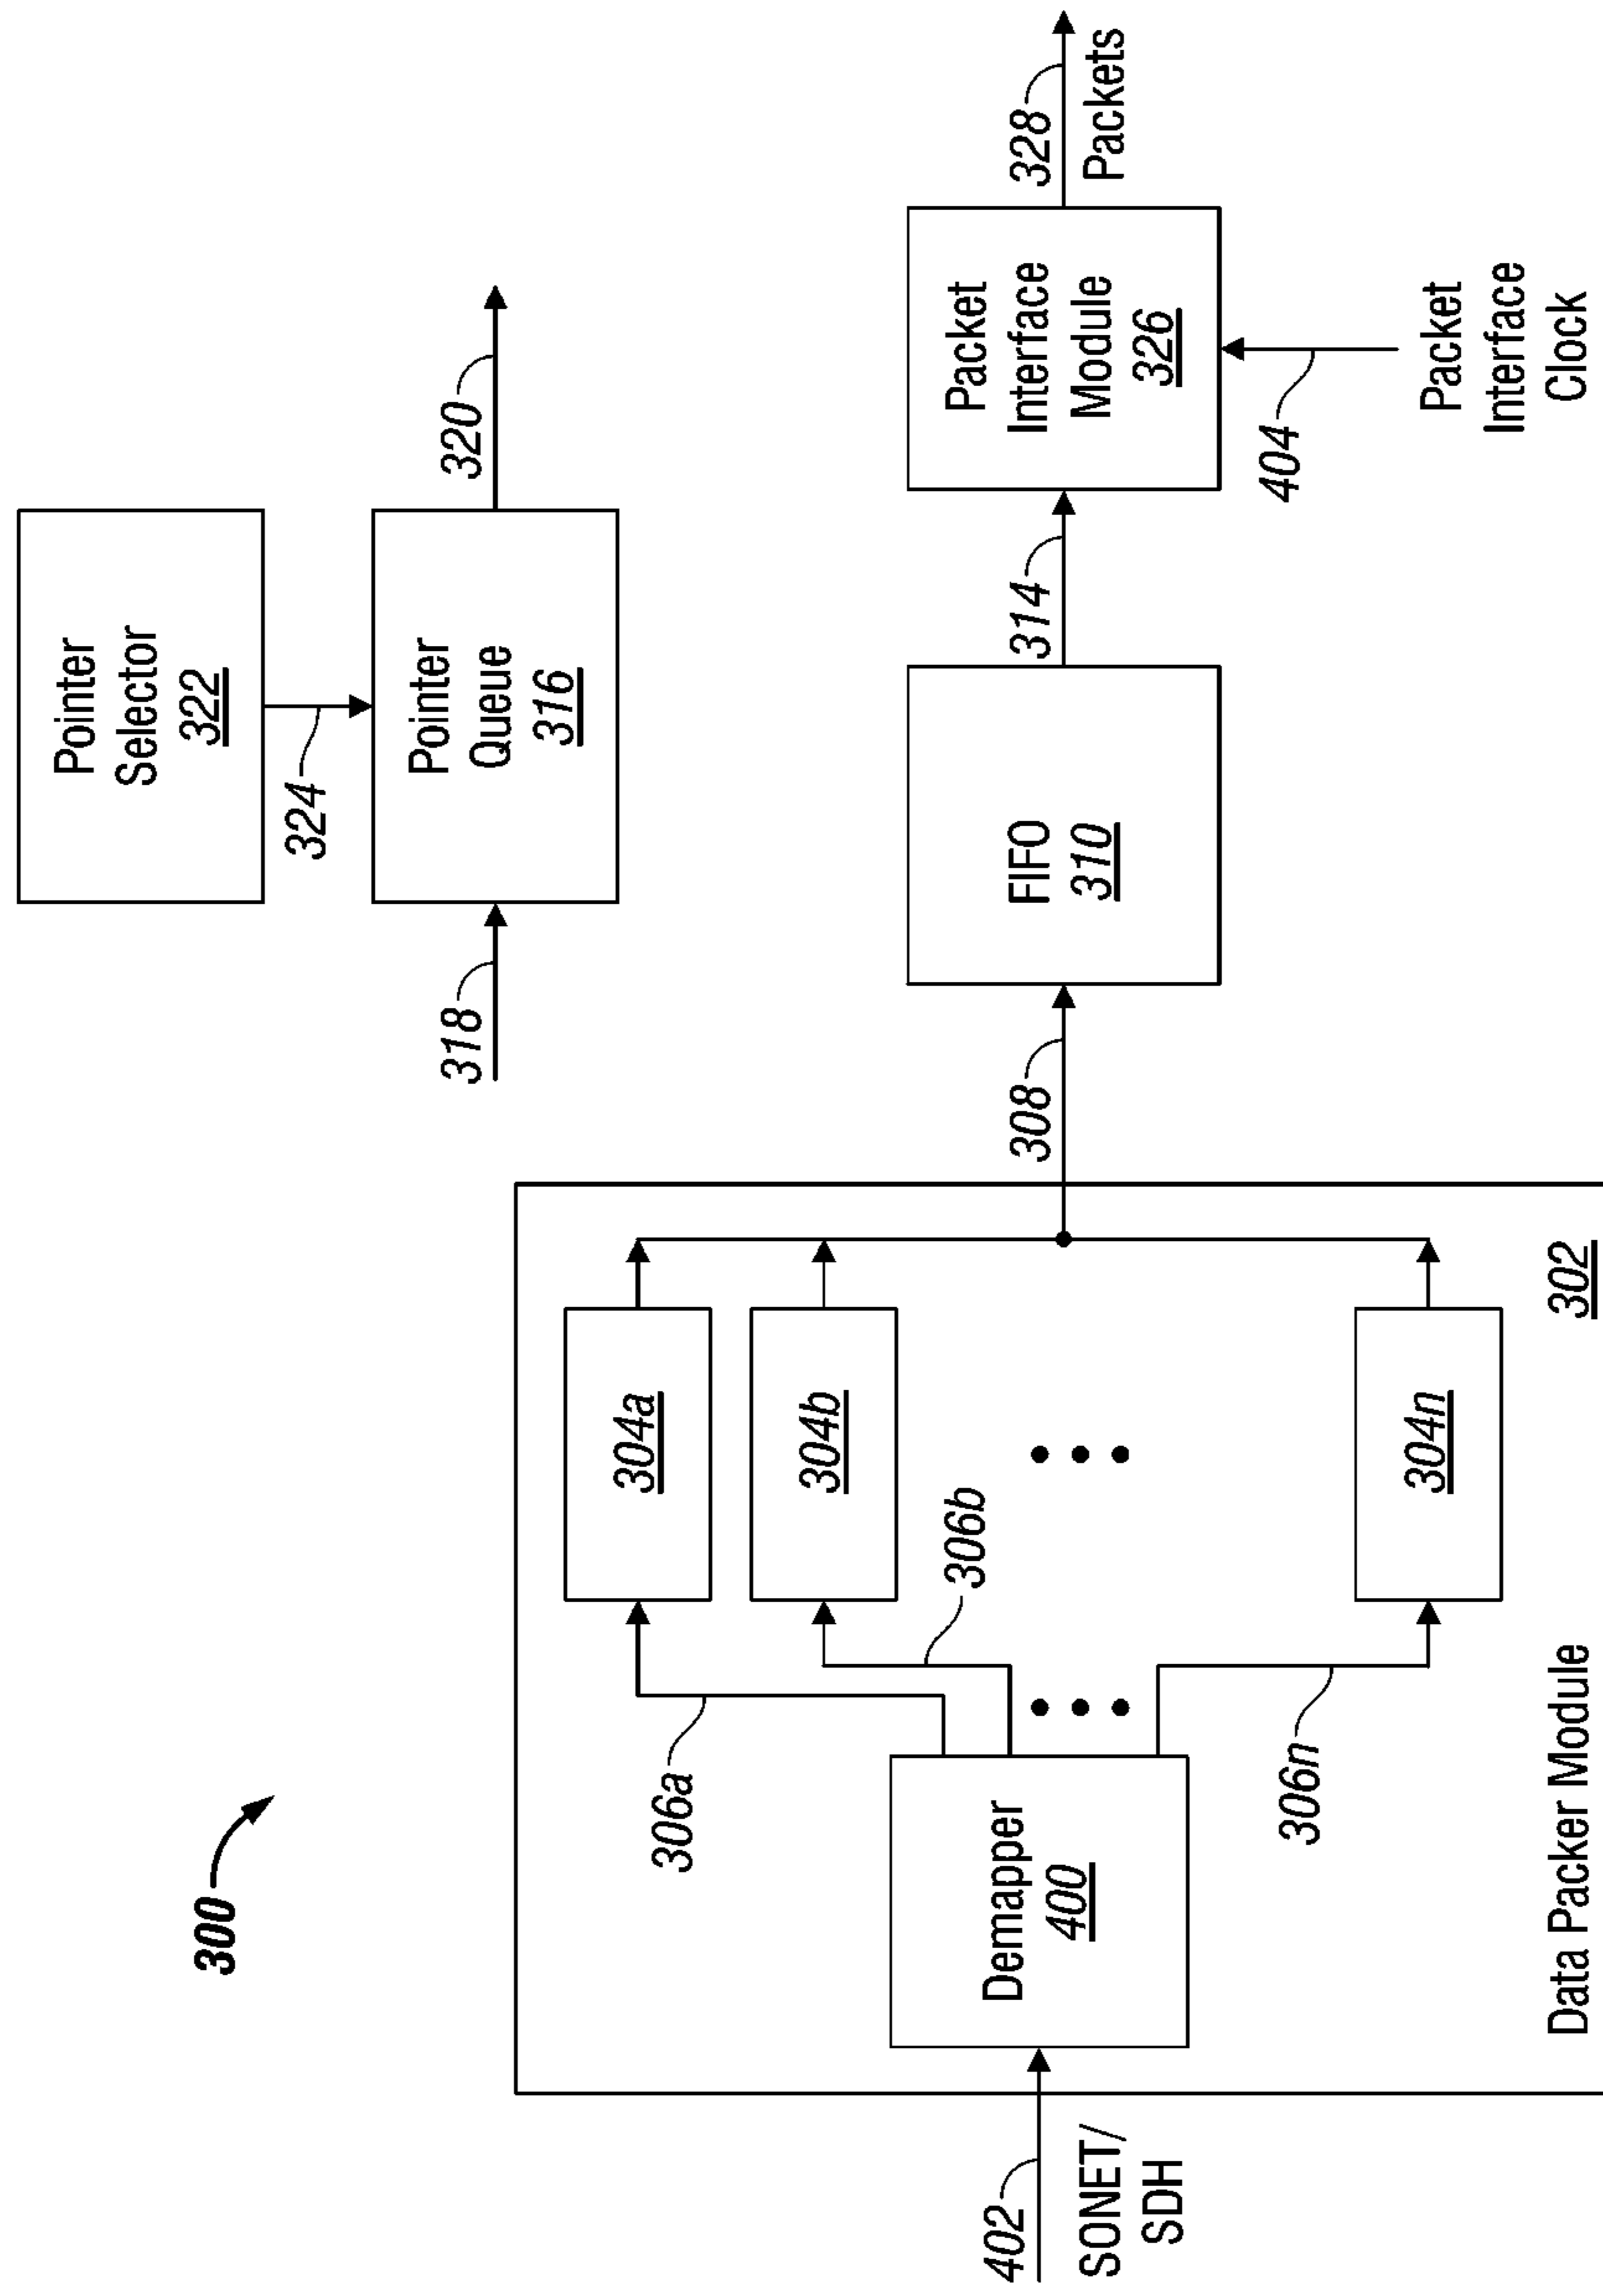 300
Pointer
Selector
322
324
318
Pointer
Queue
316
320
306a
304a
306b
304b
402
SONET/
SDH
Demapper
400
306n
304n
Data Packer Module
302
308
FIFO
310
314
Packet
Interface
Module
326
328
Packets
404
Packet
Interface
Clock